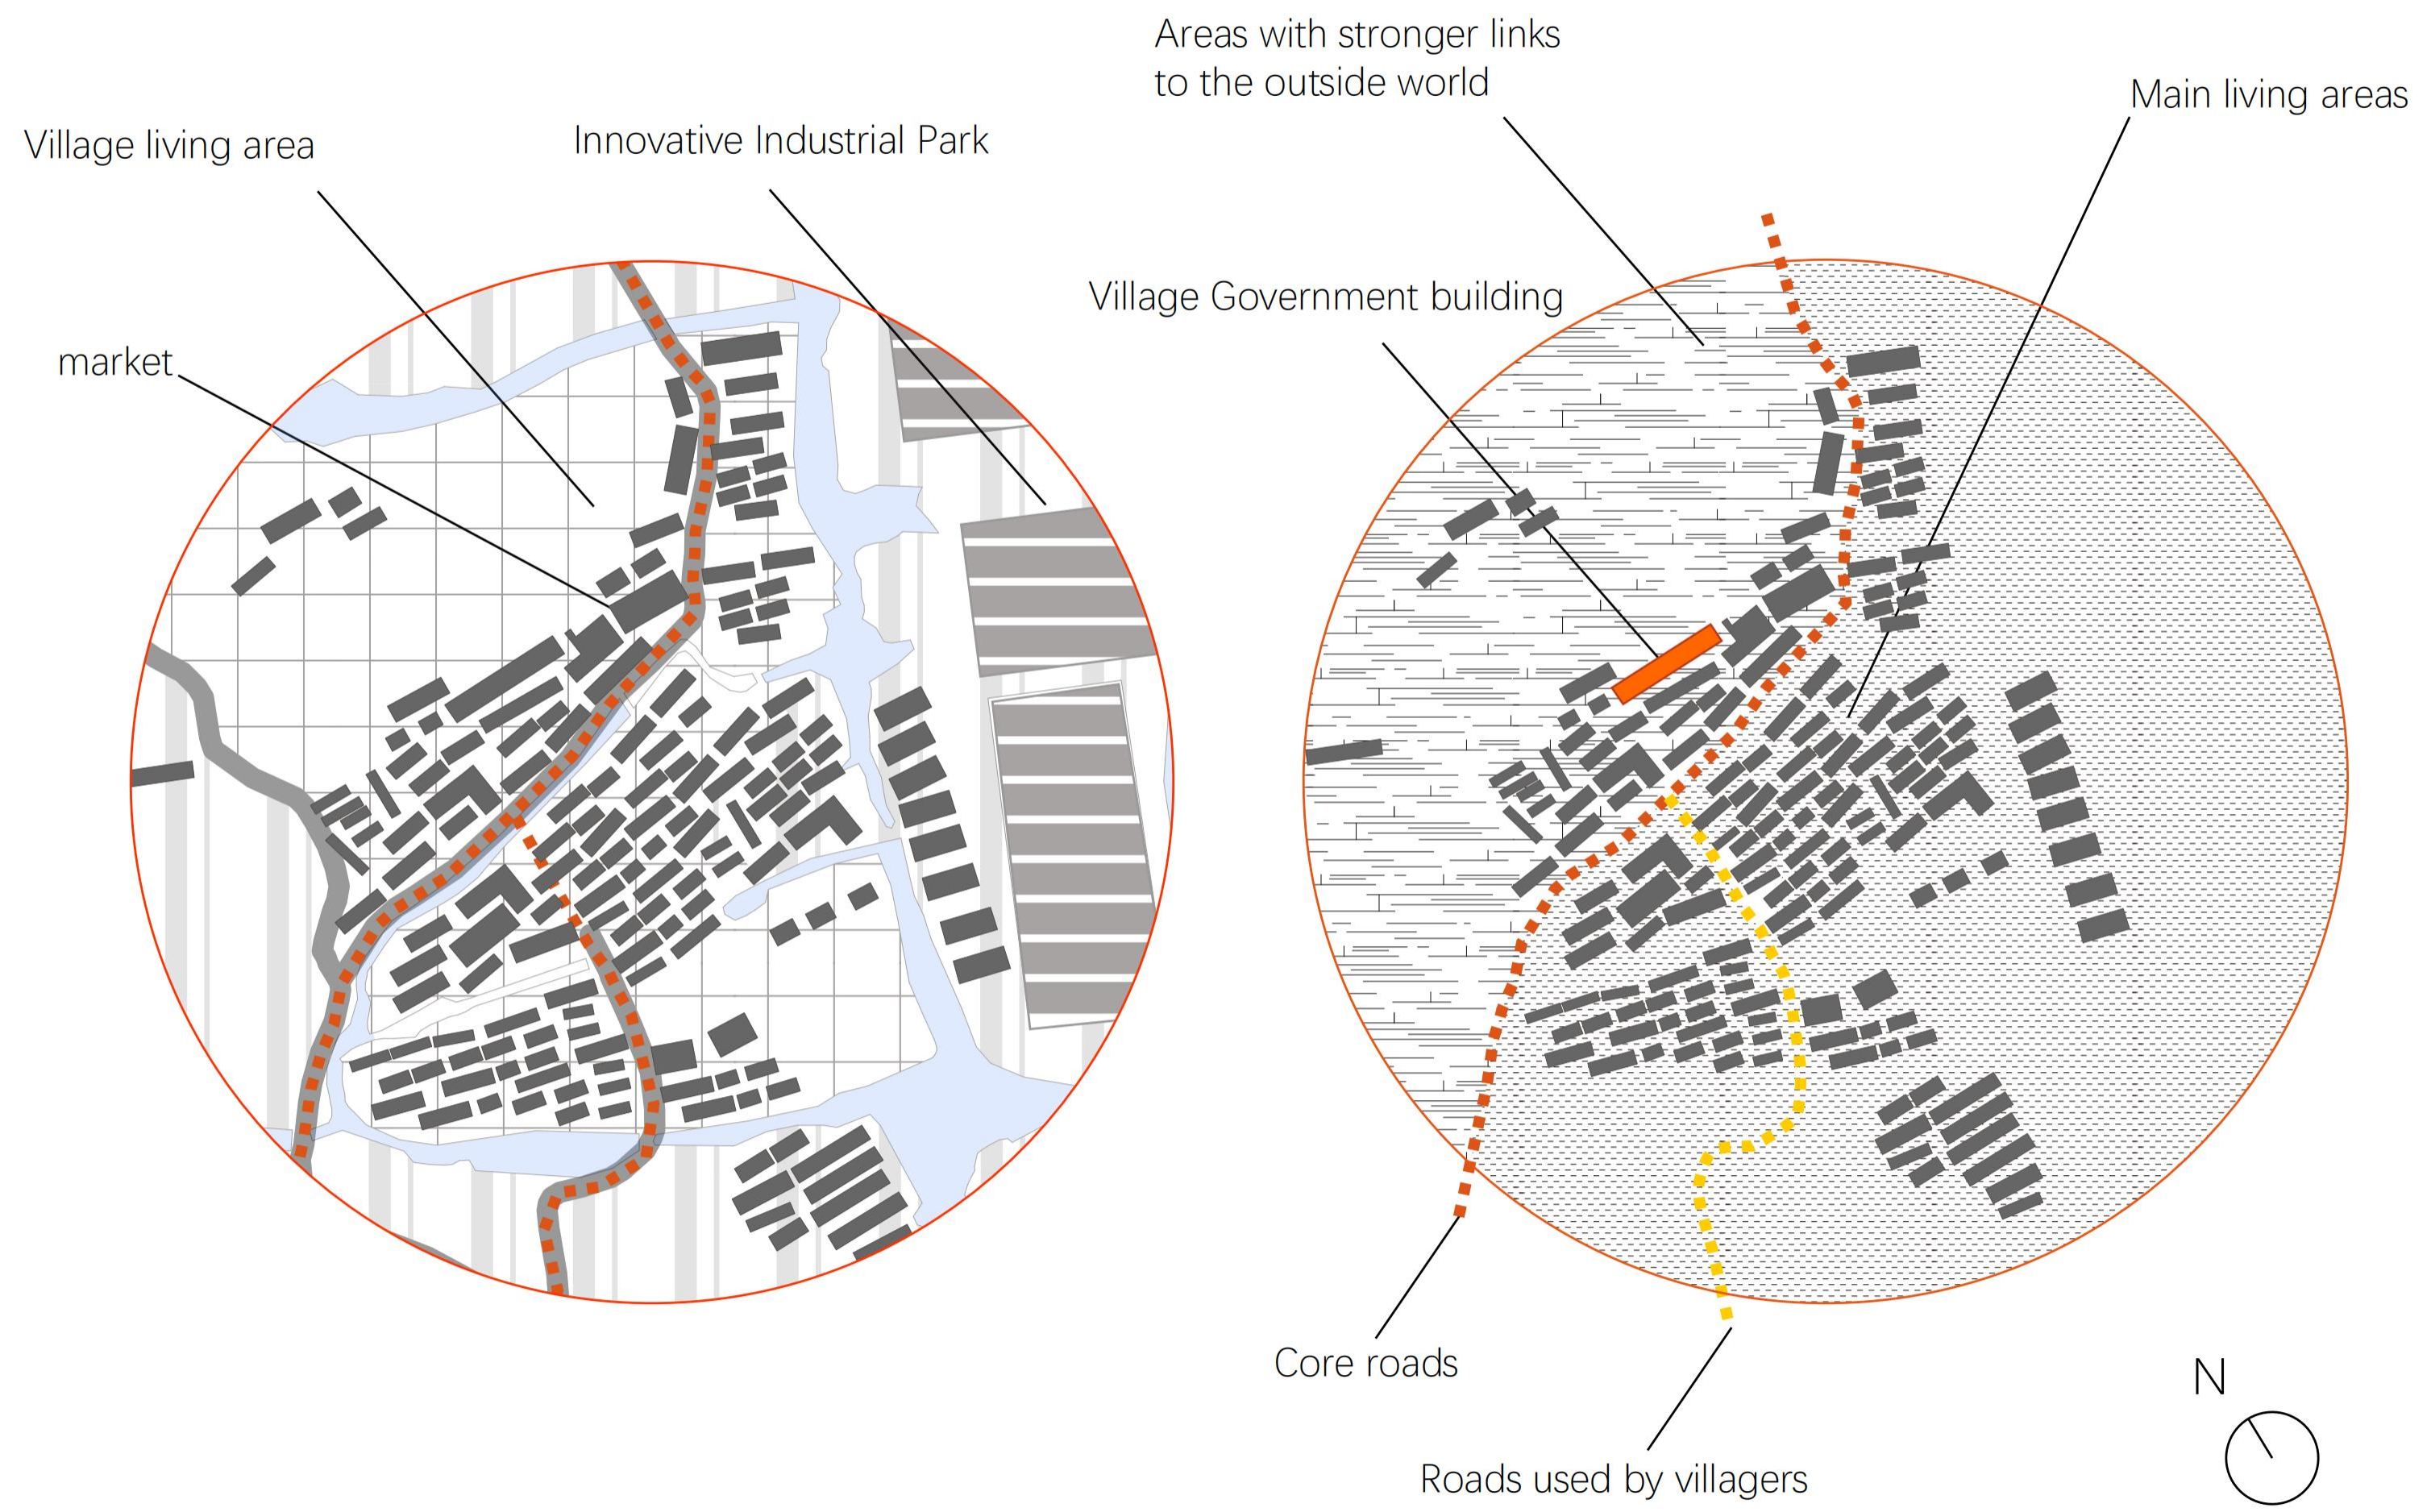 Areas with stronger links
to the outside world
Main living areas
Village living area
Innovative Industrial Park
Village Government building
market
Core roads
N
Roads used by villagers